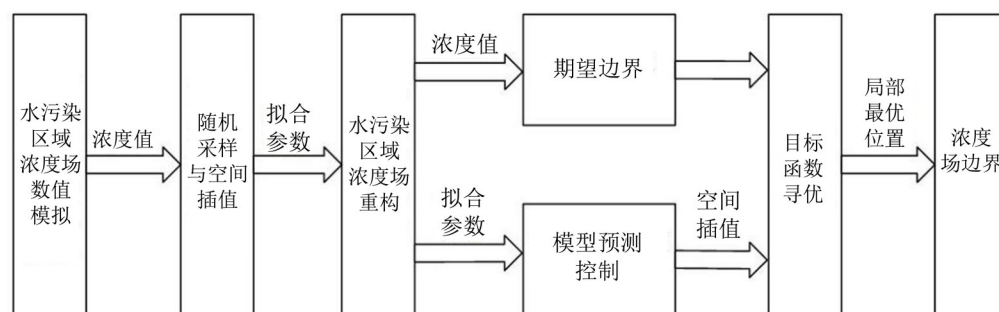 水污染
区域
浓度场
数值
模拟
浓度值
随机
采样
与空间
插值
拟合
参数
水污染
区域
浓度场
重构
浓度值
期望边界
拟合
参数
模型预测
控制
空间
插值
目标
函数
寻优
局部
最优
位置
浓度
场边界